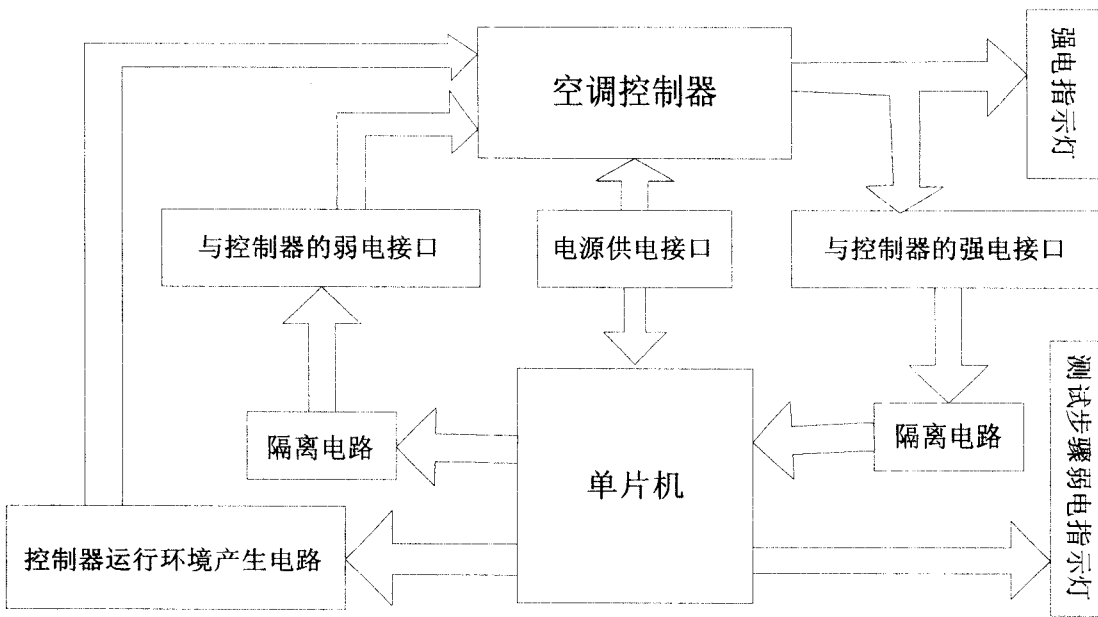 空调控制器
强电指示灯
与控制器的弱电接口
电源供电接口
与控制器的强电接口
隔离电路
单片机
隔离电路
测试步骤弱电指示灯
控制器运行环境产生电路